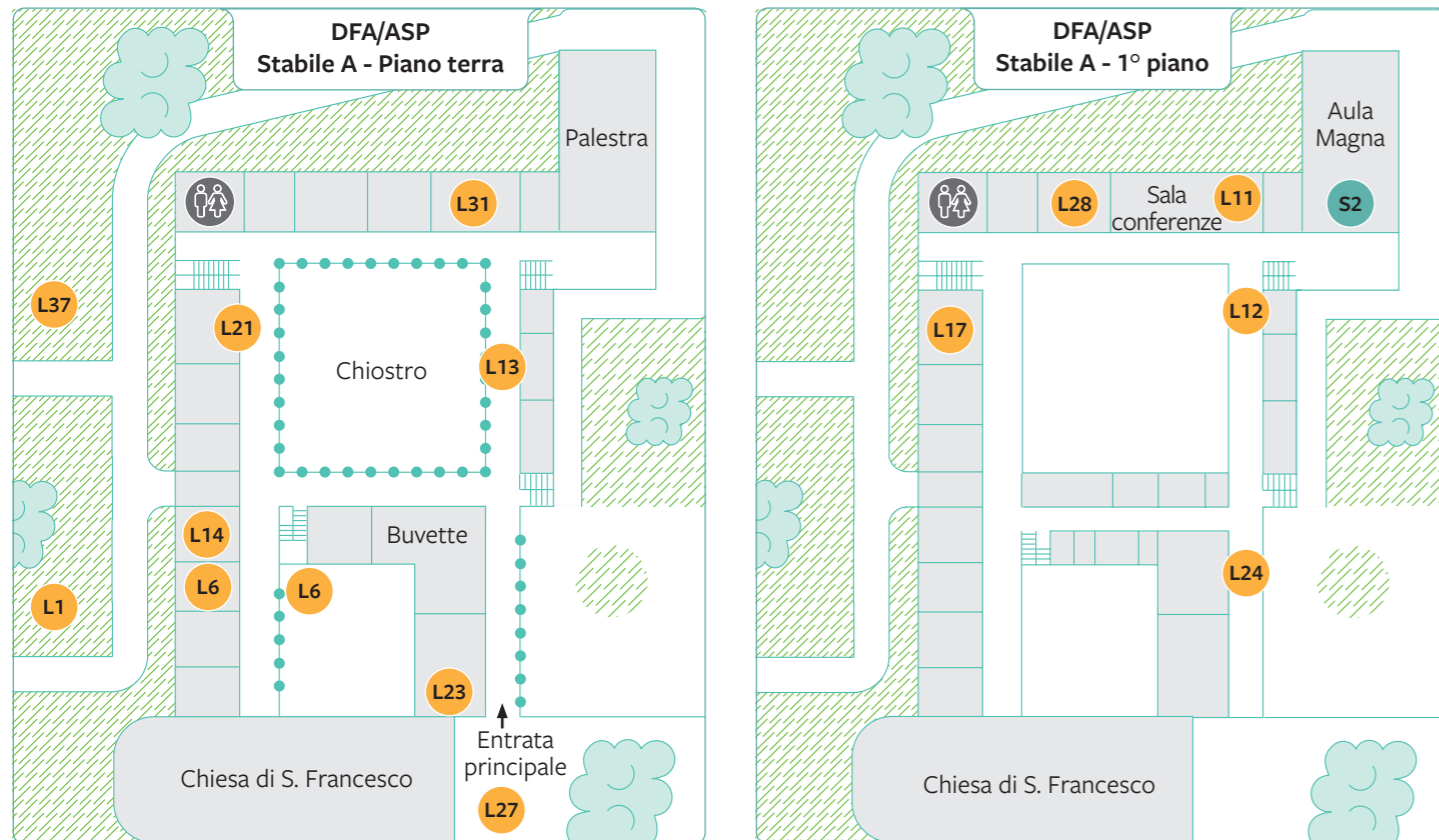 DFA/ASP
Stabile A - Piano terra
Palestra
L31
L37
L21
L13
Chiostro
L14
Buvette
L6
L6
L1
L23
Entrata
principale
Chiesa di S. Francesco
L27
DFA/ASP
Stabile A - 1° piano
Aula
Magna
L28
Sala
conferenze
L11
S2
L12
L17
L24
Chiesa di S. Francesco